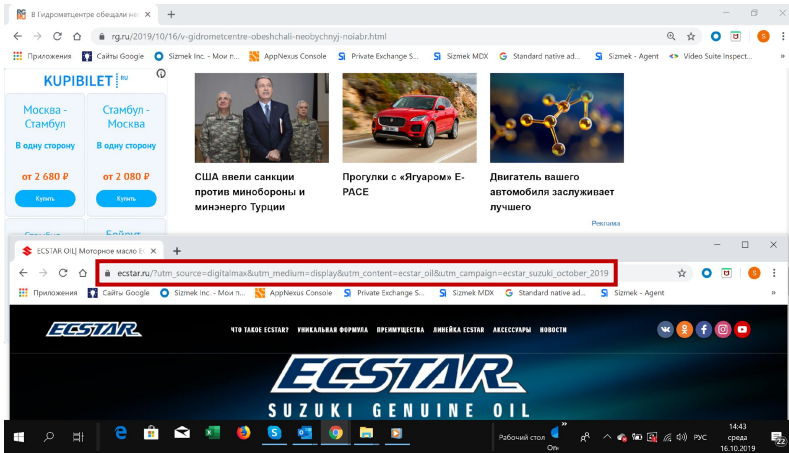 В Гидрометцентре обещали не
rg.ru/2019/10/16/v-gidrometcentre-obeshchali-neobychnyj-noiabr.html
Приложения Сайты Google Sizmek Inc. - Мои п... AppNexus Console Private Exchange S... Sizmek MDX Standard native ad... Sizmek - Agent Video Suite Inspect...
KUPIBILET RU
Москва - Стамбул
В одну сторону
от 2 680 ₽
Купить
Стамбул - Москва
В одну сторону
от 2 080 ₽
Купить
Бейрут
США ввели санкции
против минобороны и
минэнерго Турции
Прогулки с «Ягуаром» E-
PACE
Двигатель вашего
автомобиля заслуживает
лучшего
Реклама
ECSTAR OIL| Моторное масло EC
ecstar.ru/?utm_source=digitalmax&utm_medium=display&utm_content=ecstar_oil&utm_campaign=ecstar_suzuki_october_2019
Приложения Сайты Google Sizmek Inc. - Мои п... AppNexus Console Private Exchange S... Sizmek MDX Standard native ad... Sizmek - Agent
ECSTAR ЧТО ТАКОЕ ECSTAR? УНИКАЛЬНАЯ ФОРМУЛА ПРЕИМУЩЕСТВА ЛИНЕЙКА ECSTAR АКСЕССУАРЫ НОВОСТИ
ECSTAR
SUZUKI GENUINE OIL
Рабочий стол
РУС
14:43
среда
16.10.2019
22